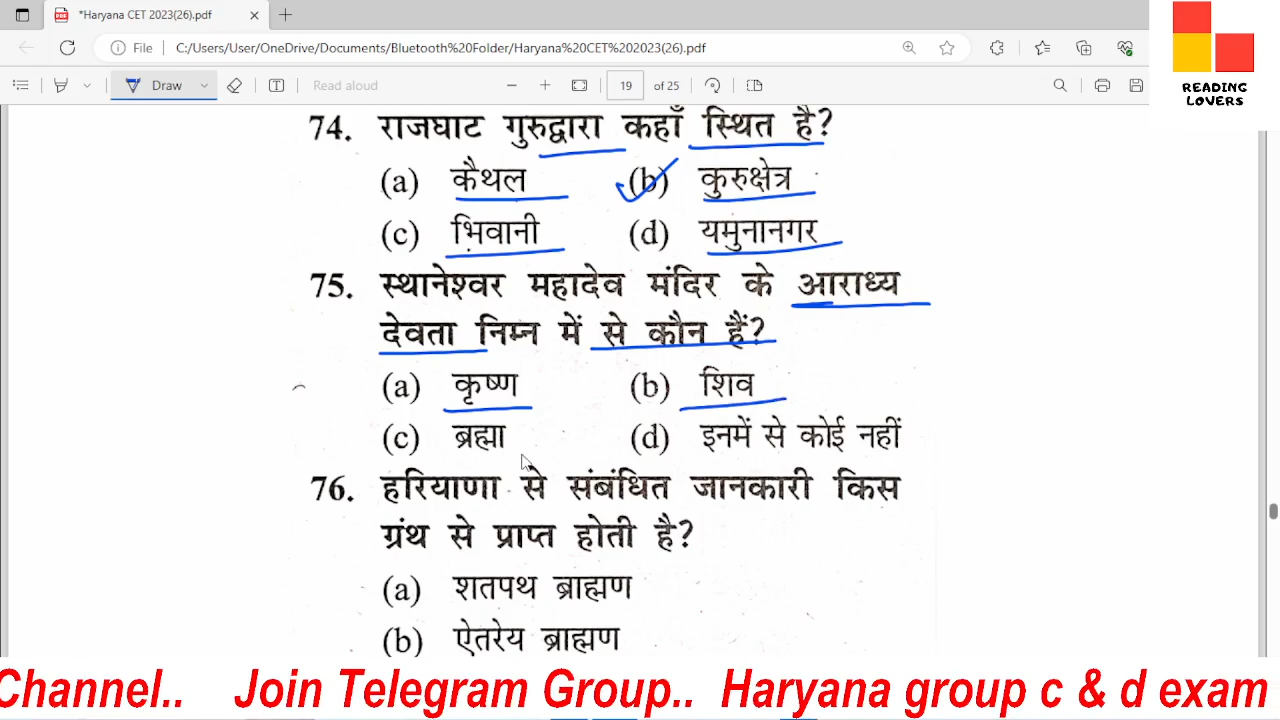 *Haryana CET 2023(26).pdf
File C:/Users/User/OneDrive/Documents/Bluetooth%20Folder/Haryana%20CET%202023(26).pdf
Draw Read aloud 19 of 25
READING
LOVERS
74. राजघाट गुरुद्वारा कहाँ स्थित है?
(a) कैथल (b) कुरुक्षेत्र
(c) भिवानी (d) यमुनानगर
75. स्थानेश्वर महादेव मंदिर के आराध्य
देवता निम्न में से कौन हैं?
(a) कृष्ण (b) शिव
(c) ब्रह्मा (d) इनमें से कोई नहीं
76. हरियाणा से संबंधित जानकारी किस
ग्रंथ से प्राप्त होती है?
(a) शतपथ ब्राह्मण
(b) ऐतरेय ब्राह्मण
Channel.. Join Telegram Group.. Haryana group c & d exam